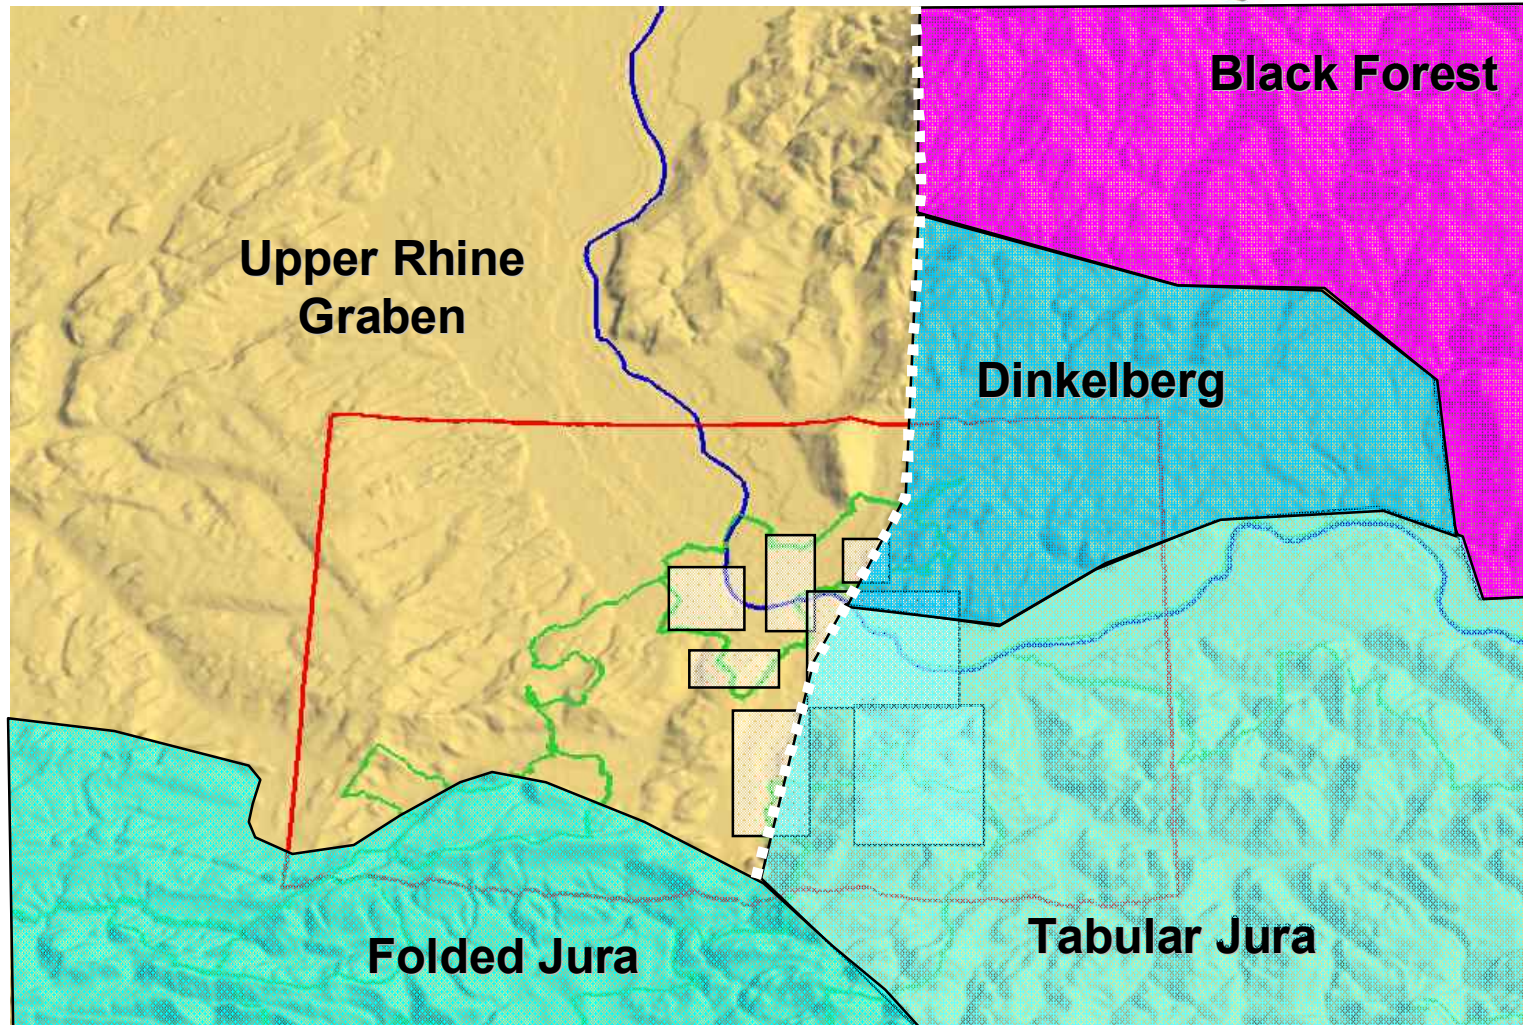 Black Forest
Upper Rhine
Graben
Dinkelberg
Tabular Jura
Folded Jura